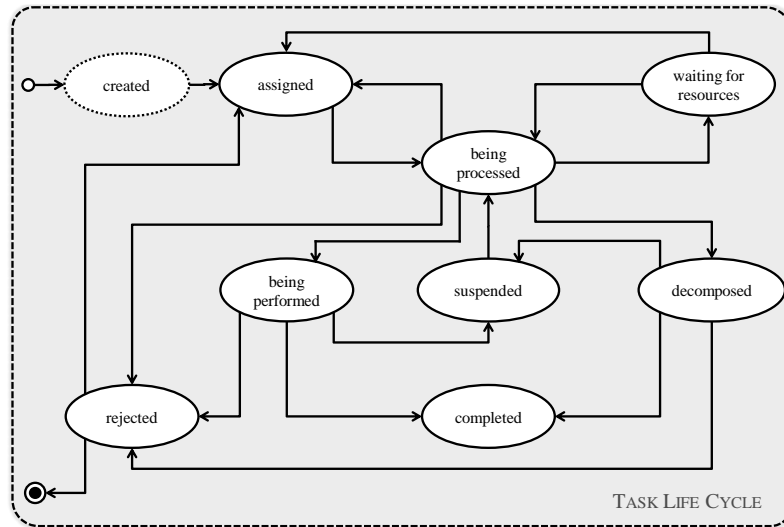 created
assigned
waiting for
resources
being
processed
being
performed
suspended
decomposed
rejected
completed
TASK LIFE CYCLE